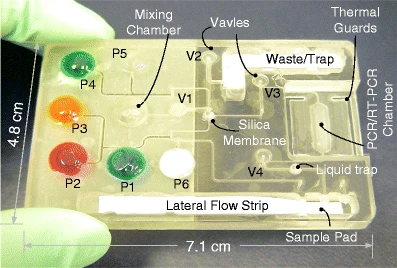 Mixing
Chamber
Vavles
Thermal
Guards
P5
V2
Waste/Trap
P4
V1
V3
P3
Silica
Membrane
PCR/RT-PCR
Chamber
4.8 cm
P2
P1
P6
V4
Liquid trap
Lateral Flow Strip
Sample Pad
7.1 cm